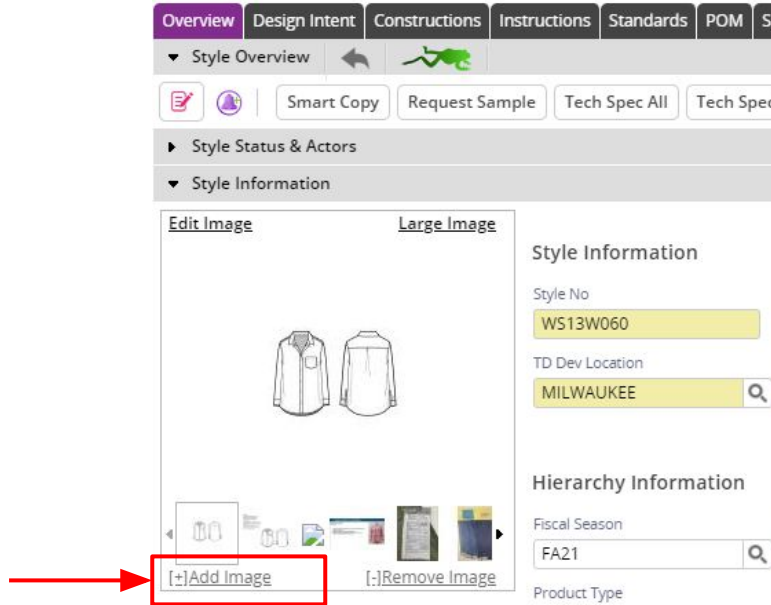 Overview Design Intent Constructions Instructions Standards POM S
Style Overview
Smart Copy Request Sample Tech Spec All Tech Spec
Style Status & Actors
Style Information
Edit Image Large Image
Style Information
Style No
WS13W060
TD Dev Location
MILWAUKEE
Hierarchy Information
Fiscal Season
FA21
[+]Add Image [-]Remove Image
Product Type